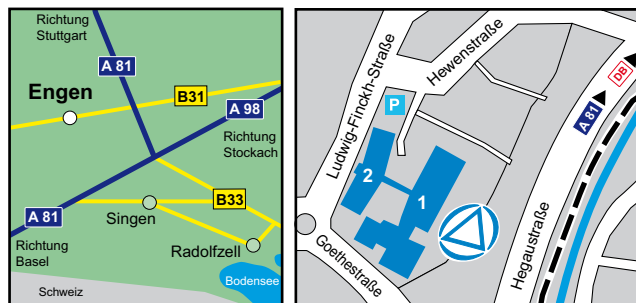 Richtung
Stuttgart
A 81
Engen
B31
A 98
Richtung
Stockach
A 81
Singen
B33
Richtung
Basel
Radolfzell
Bodensee
Schweiz
Ludwig-Finckh-Straße
Hewenstraße
P
DB
A 81
2
1
Hegaustraße
Goethestraße